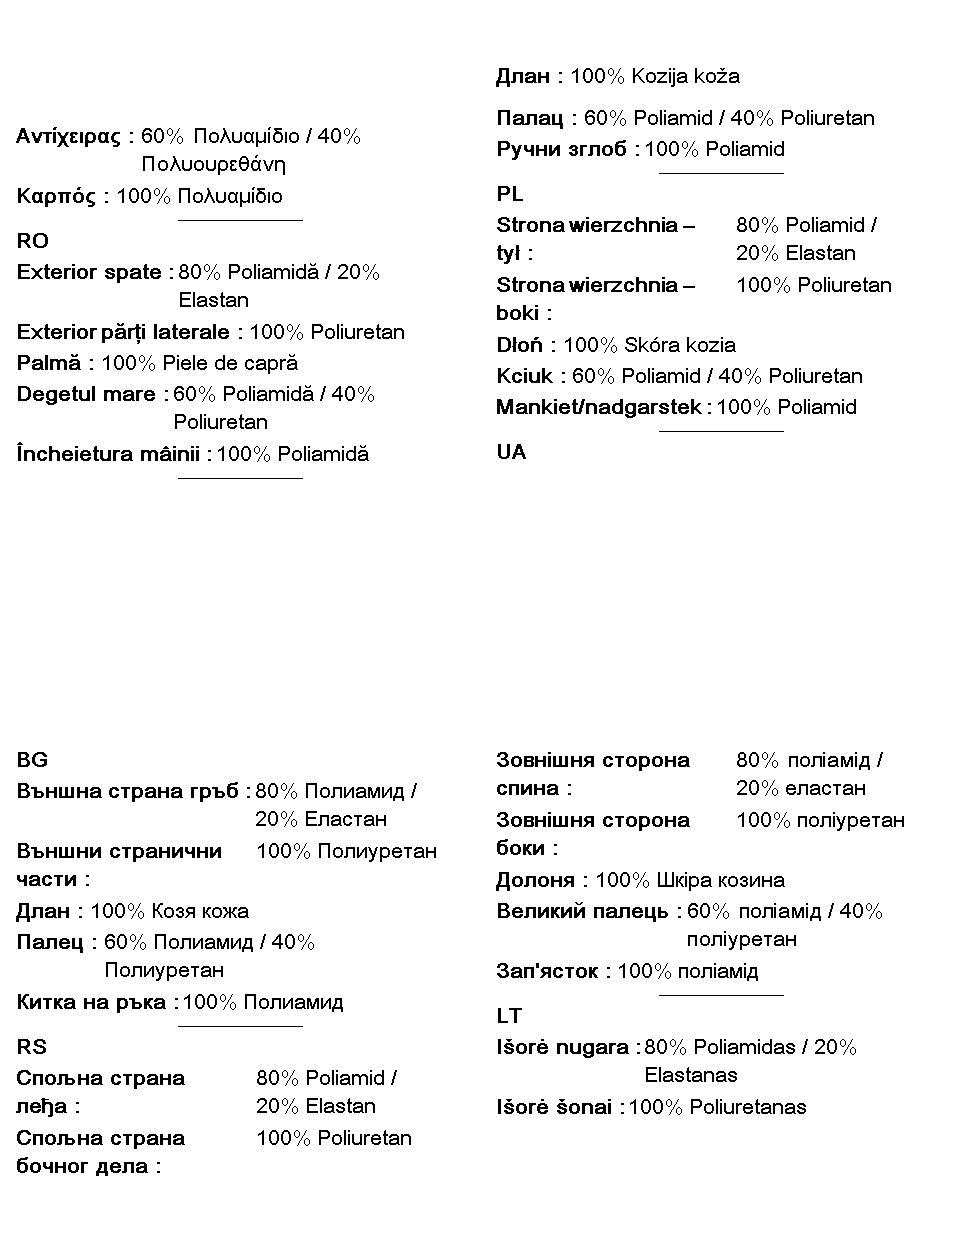 Αντίχειρας : 60% Πολυαμίδιο / 40%
Πολυουρεθάνη
Καρπός : 100% Πολυαμίδιο
RO
Exterior spate : 80% Poliamidă / 20%
Elastan
Exterior părți laterale : 100% Poliuretan
Palmă : 100% Piele de capră
Degetul mare : 60% Poliamidă / 40%
Poliuretan
Încheietura mâinii : 100% Poliamidă
BG
Външна страна гръб : 80% Полиамид /
20% Еластан
Външни странични 100% Полиуретан
части :
Длан : 100% Козя кожа
Палец : 60% Полиамид / 40%
Полиуретан
Китка на ръка : 100% Полиамид
RS
Спољна страна 80% Poliamid /
леђа : 20% Elastan
Спољна страна 100% Poliuretan
бочног дела :
Длан : 100% Kozija koža
Палац : 60% Poliamid / 40% Poliuretan
Ручни зглоб : 100% Poliamid
PL
Strona wierzchnia – 80% Poliamid /
tył : 20% Elastan
Strona wierzchnia – 100% Poliuretan
boki :
Dłoń : 100% Skóra kozia
Kciuk : 60% Poliamid / 40% Poliuretan
Mankiet/nadgarstek : 100% Poliamid
UA
Зовнішня сторона 80% поліамід /
спина : 20% еластан
Зовнішня сторона 100% поліуретан
боки :
Долоня : 100% Шкіра козина
Великий палець : 60% поліамід / 40%
поліуретан
Зап'ясток : 100% поліамід
LT
Išorė nugara : 80% Poliamidas / 20%
Elastanas
Išorė šonai : 100% Poliuretanas